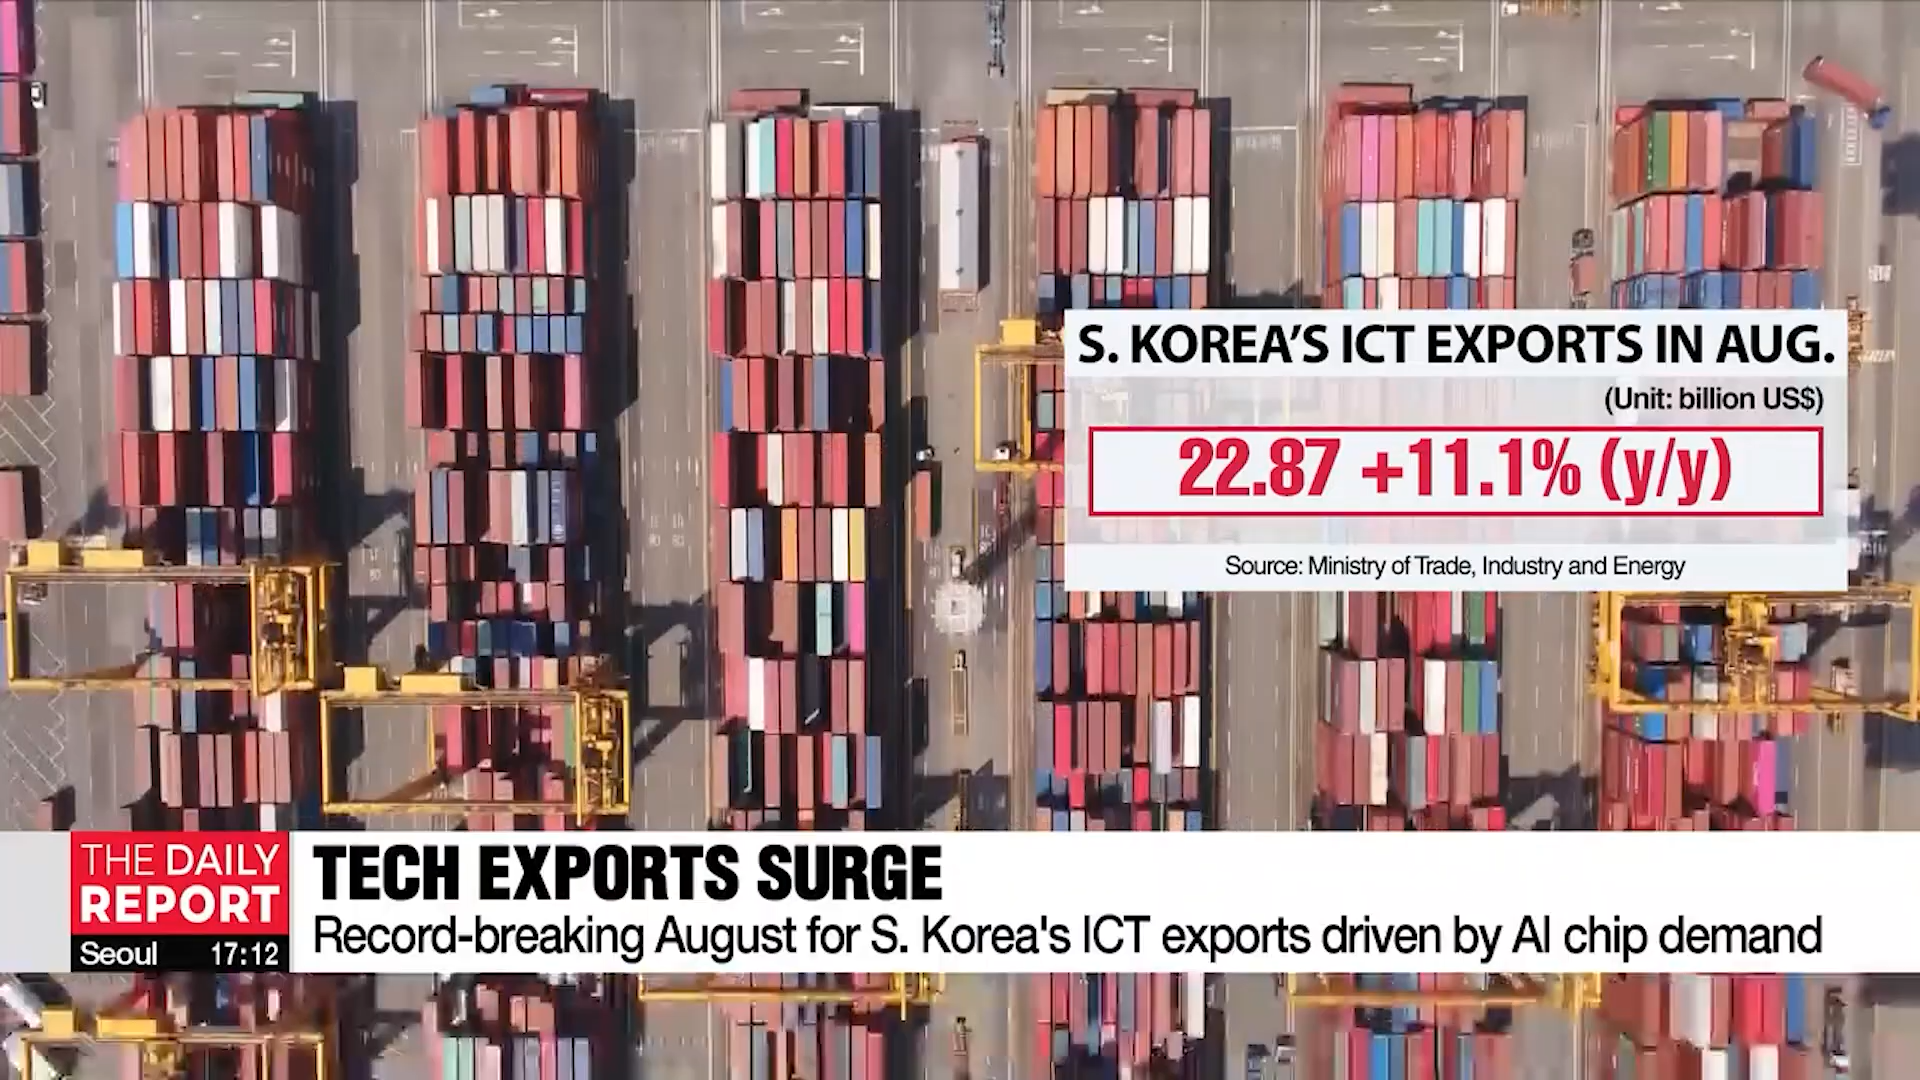 S. KOREA'S ICT EXPORTS IN AUG.
(Unit: billion US$)
22.87 +11.1% (y/y)
Source: Ministry of Trade, Industry and Energy
THE DAILY
REPORT
Seoul 17:12
TECH EXPORTS SURGE
Record-breaking August for S. Korea's ICT exports driven by AI chip demand